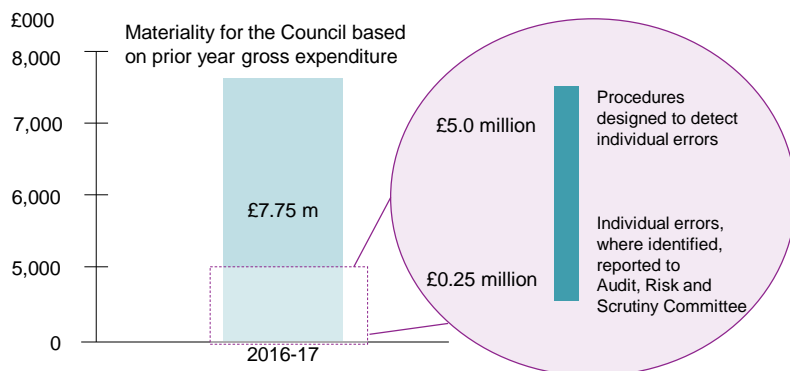 £000
8,000
7,000
6,000
5,000
0
Materiality for the Council based
on prior year gross expenditure
£7.75 m
2016-17
£5.0 million
£0.25 million
Procedures
designed to detect
individual errors
Individual errors,
where identified,
reported to
Audit, Risk and
Scrutiny Committee